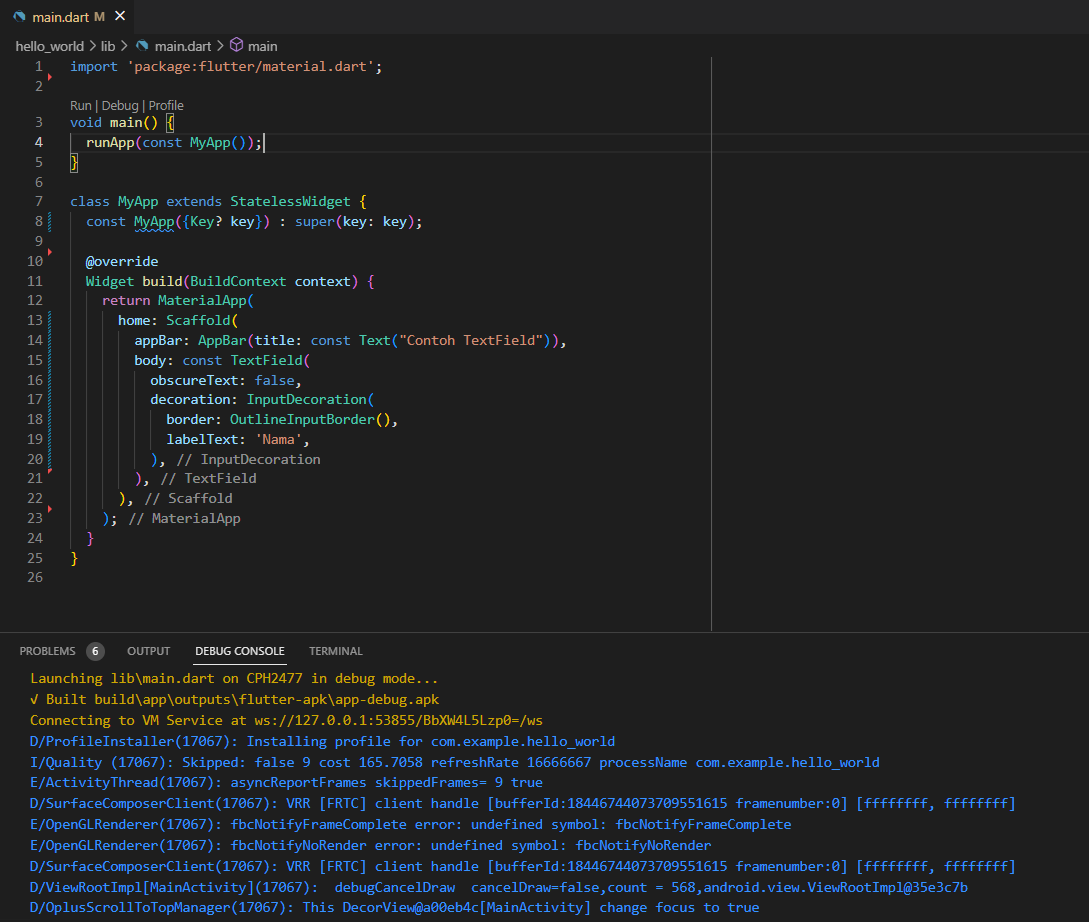 main.dart M ×
hello_world > lib > main.dart > main
1 import 'package:flutter/material.dart';
2
Run | Debug | Profile
3 void main() {
4   runApp(const MyApp());
5 }
6
7 class MyApp extends StatelessWidget {
8   const MyApp({Key? key}) : super(key: key);
9
10   @override
11   Widget build(BuildContext context) {
12     return MaterialApp(
13       home: Scaffold(
14         appBar: AppBar(title: const Text("Contoh TextField")),
15         body: const TextField(
16           obscureText: false,
17           decoration: InputDecoration(
18             border: OutlineInputBorder(),
19             labelText: 'Nama',
20           ), // InputDecoration
21         ), // TextField
22       ), // Scaffold
23     ); // MaterialApp
24   }
25 }
26
PROBLEMS 6 OUTPUT DEBUG CONSOLE TERMINAL
Launching lib\main.dart on CPH2477 in debug mode...
√ Built build\app\outputs\flutter-apk\app-debug.apk
Connecting to VM Service at ws://127.0.0.1:53855/BbXW4L5Lzp0=/ws
D/ProfileInstaller(17067): Installing profile for com.example.hello_world
I/Quality (17067): Skipped: false 9 cost 165.7058 refreshRate 16666667 processName com.example.hello_world
E/ActivityThread(17067): asyncReportFrames skippedFrames= 9 true
D/SurfaceComposerClient(17067): VRR [FRTC] client handle [bufferId:18446744073709551615 framenumber:0] [ffffffff, ffffffff]
E/OpenGLRenderer(17067): fbcNotifyFrameComplete error: undefined symbol: fbcNotifyFrameComplete
E/OpenGLRenderer(17067): fbcNotifyNoRender error: undefined symbol: fbcNotifyNoRender
D/SurfaceComposerClient(17067): VRR [FRTC] client handle [bufferId:18446744073709551615 framenumber:0] [ffffffff, ffffffff]
D/ViewRootImpl[MainActivity](17067):  debugCancelDraw  cancelDraw=false,count = 568,android.view.ViewRootImpl@35e3c7b
D/OplusScrollToTopManager(17067): This DecorView@a00eb4c[MainActivity] change focus to true